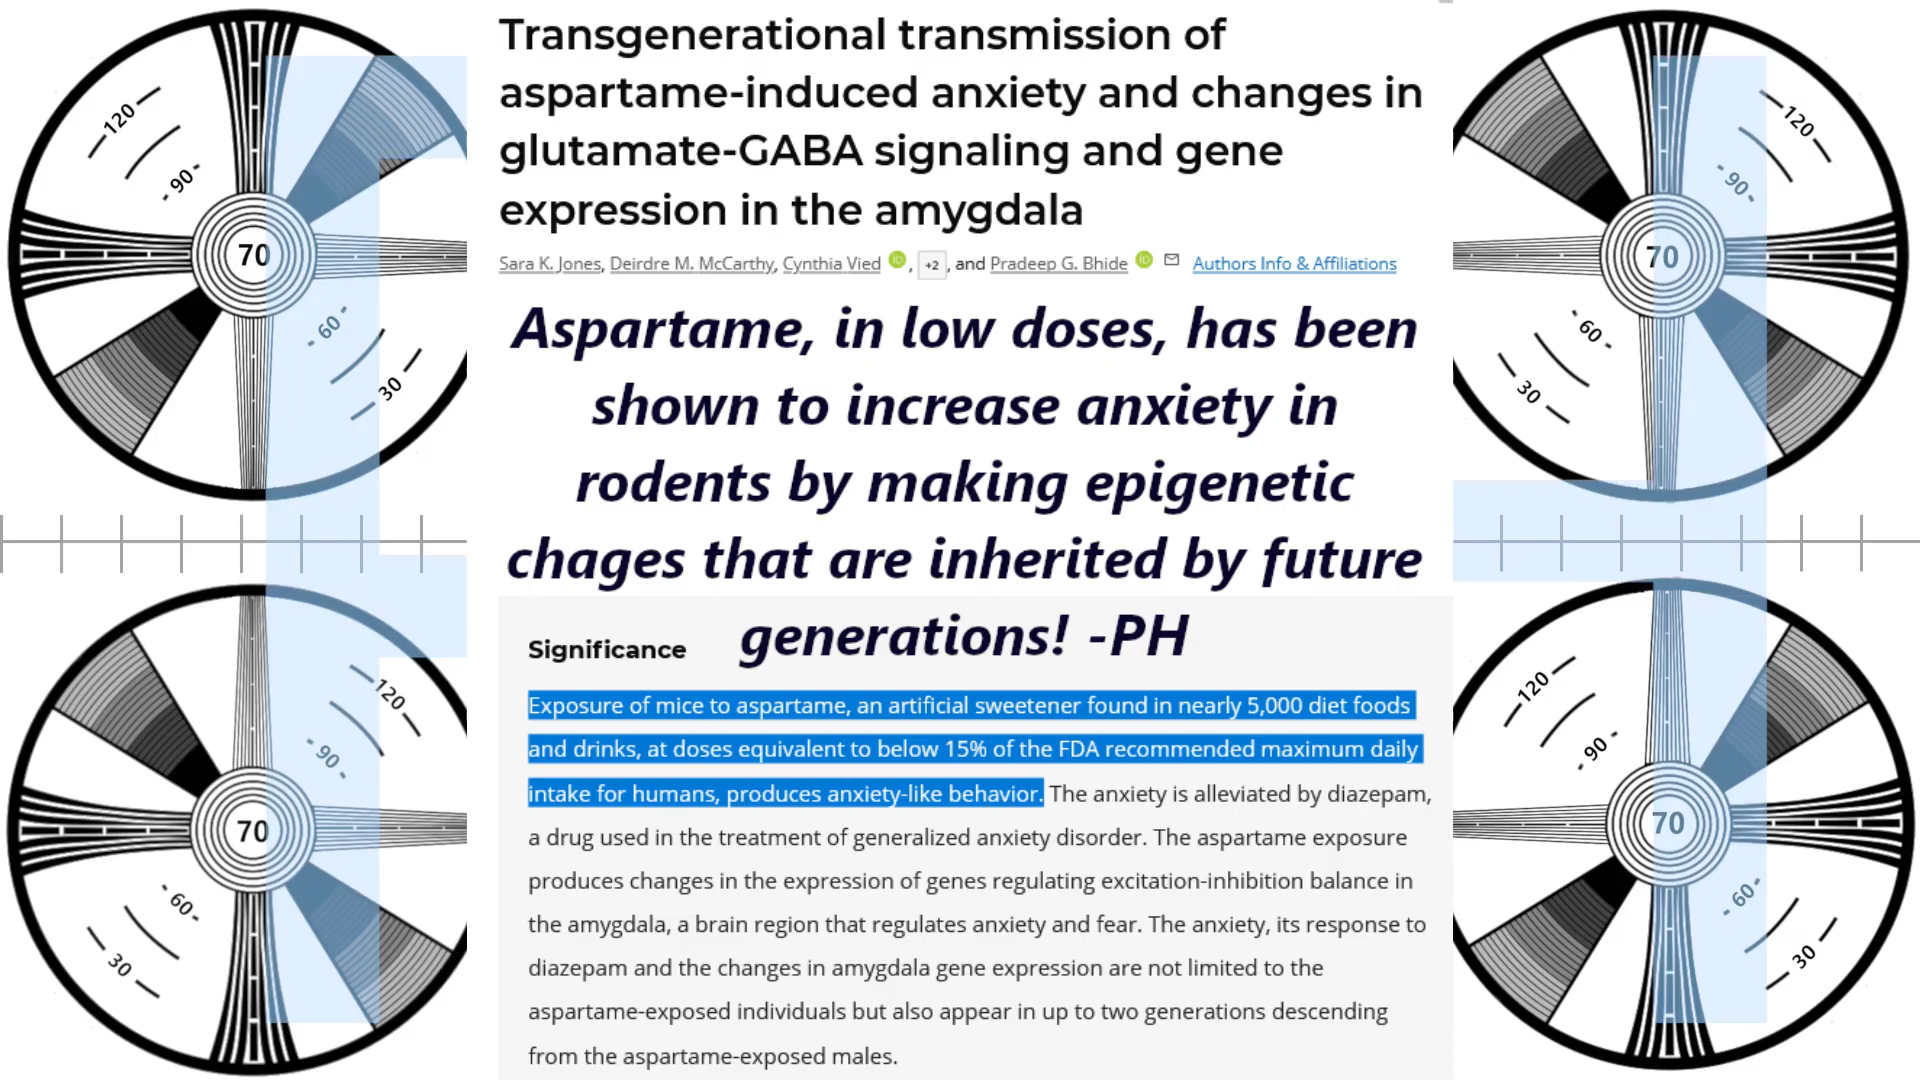 Transgenerational transmission of
aspartame-induced anxiety and changes in
glutamate-GABA signaling and gene
expression in the amygdala
Sara K. Jones, Deirdre M. McCarthy, Cynthia Vied iD, +2, and Pradeep G. Bhide iD Authors Info & Affiliations
Aspartame, in low doses, has been
shown to increase anxiety in
rodents by making epigenetic
chages that are inherited by future
generations! -PH
Significance
Exposure of mice to aspartame, an artificial sweetener found in nearly 5,000 diet foods
and drinks, at doses equivalent to below 15% of the FDA recommended maximum daily
intake for humans, produces anxiety-like behavior. The anxiety is alleviated by diazepam,
a drug used in the treatment of generalized anxiety disorder. The aspartame exposure
produces changes in the expression of genes regulating excitation-inhibition balance in
the amygdala, a brain region that regulates anxiety and fear. The anxiety, its response to
diazepam and the changes in amygdala gene expression are not limited to the
aspartame-exposed individuals but also appear in up to two generations descending
from the aspartame-exposed males.
120
- 90 -
70
- 60 -
30
120
- 90 -
70
- 60 -
30
120
- 90 -
70
- 60 -
30
120
- 90 -
70
- 60 -
30